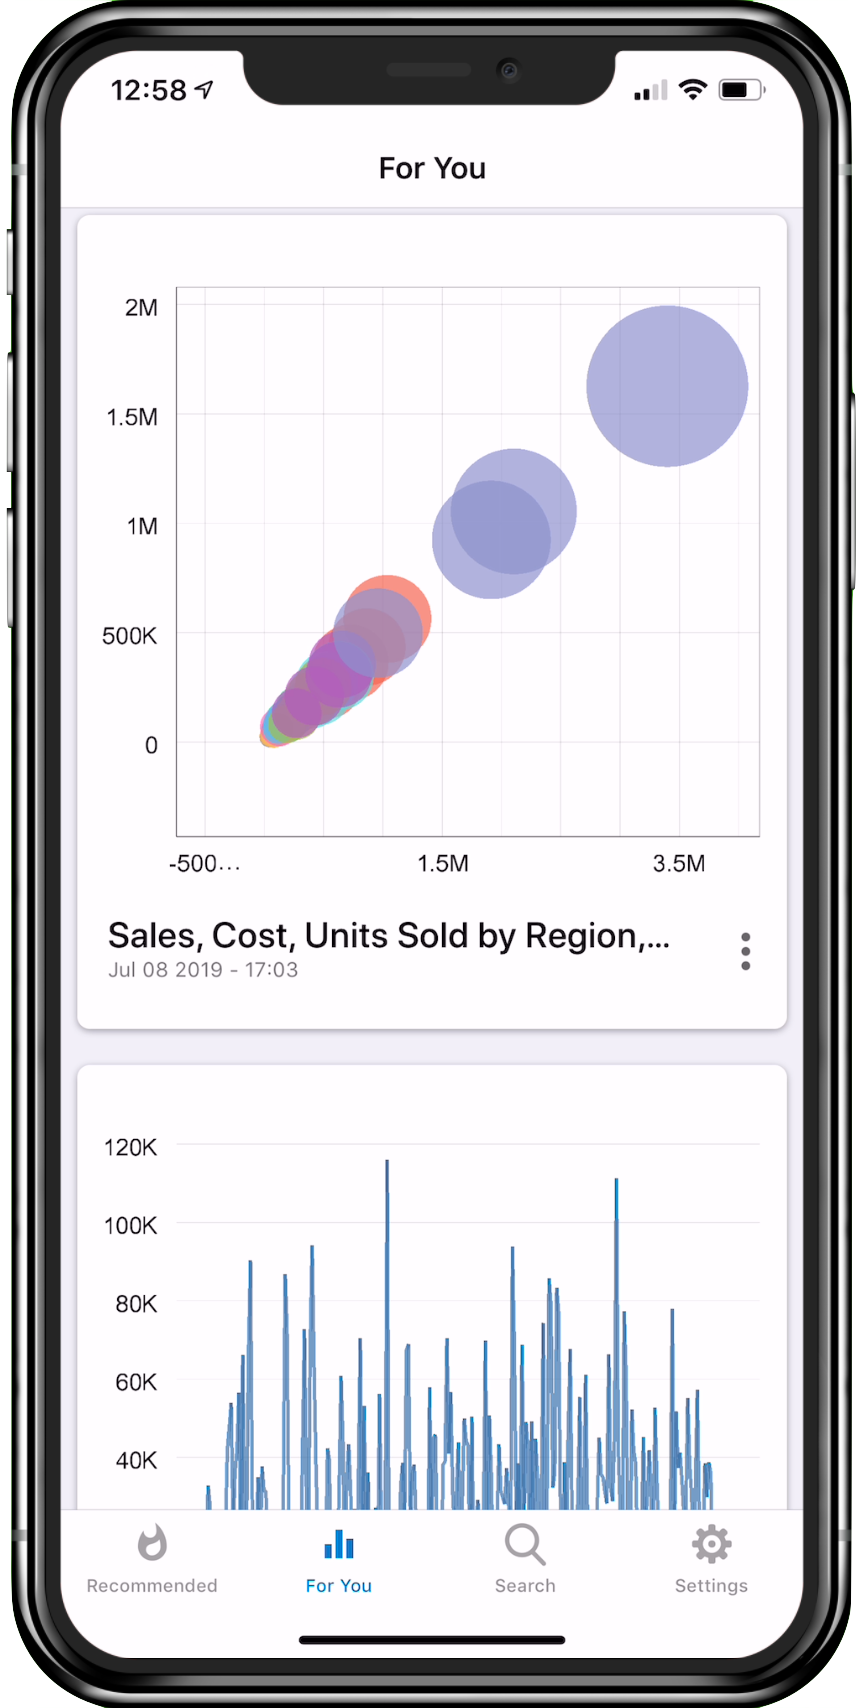 12:58
For You
2M
1.5M
1M
500K
0
-500...
1.5M
3.5M
Sales, Cost, Units Sold by Region,...
Jul 08 2019 - 17:03
120K
100K
80K
60K
40K
Recommended
For You
Search
Settings